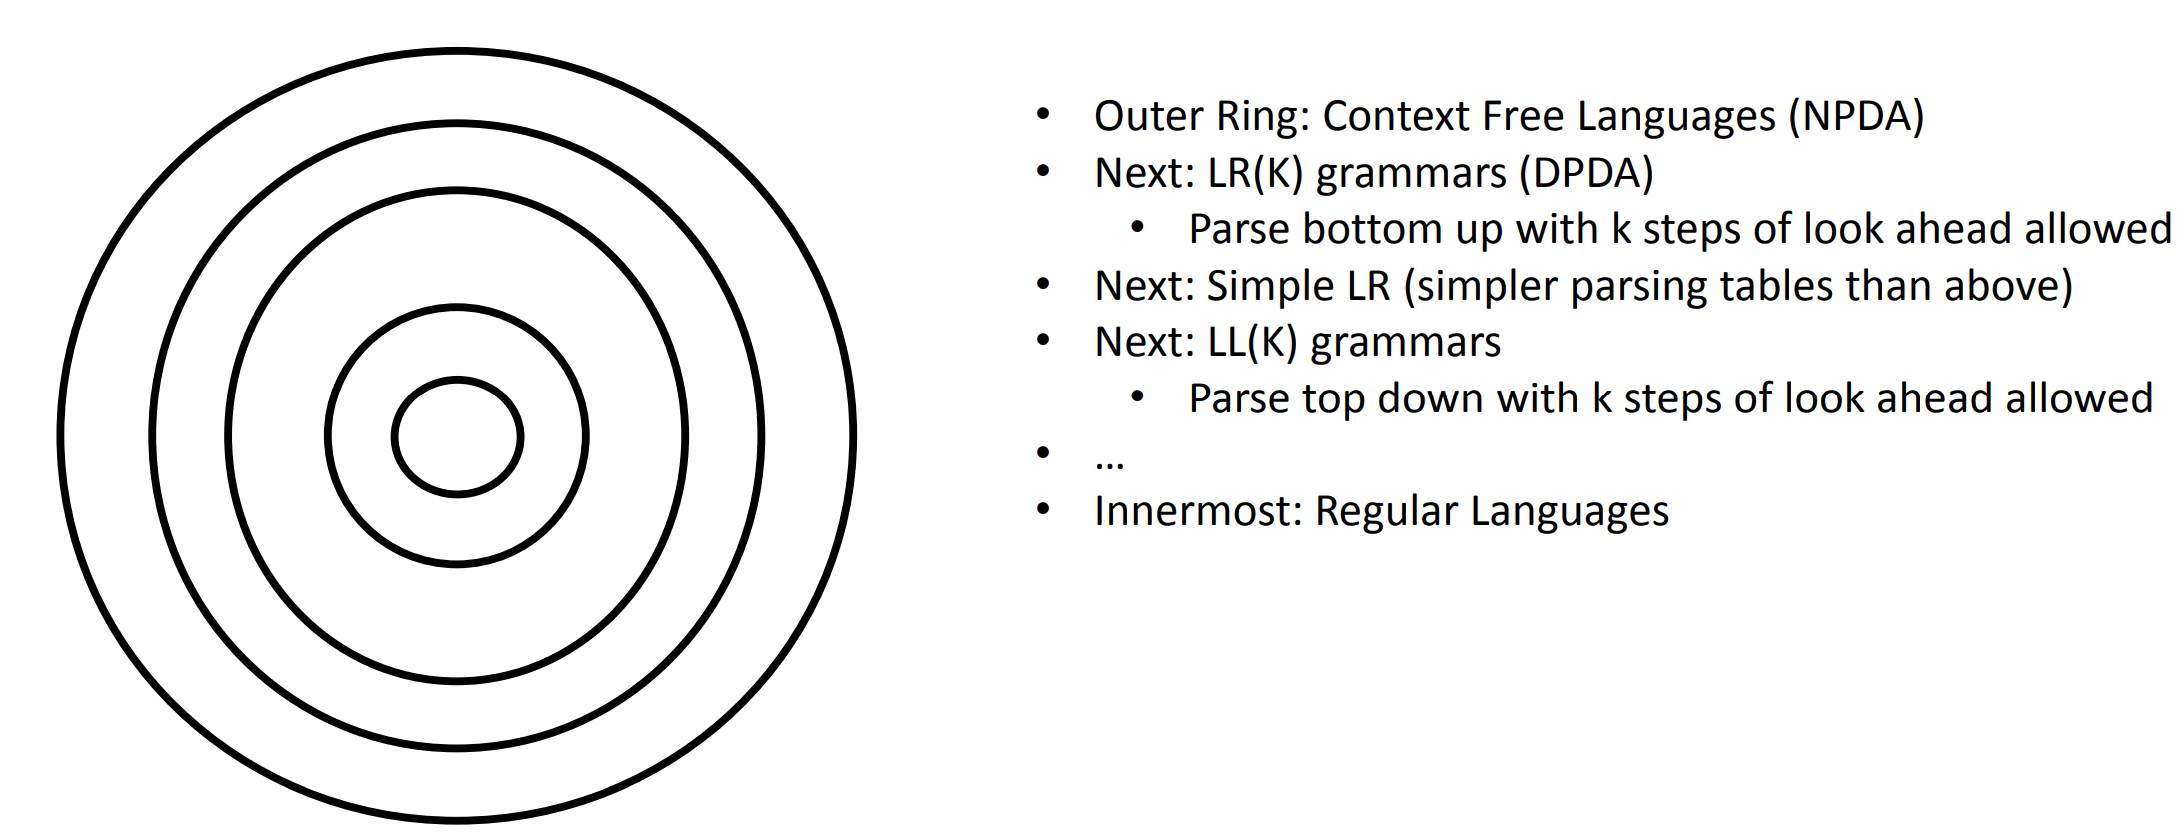 • Outer Ring: Context Free Languages (NPDA)
• Next: LR(K) grammars (DPDA)
• Parse bottom up with k steps of look ahead allowed
• Next: Simple LR (simpler parsing tables than above)
• Next: LL(K) grammars
• Parse top down with k steps of look ahead allowed
• …
• Innermost: Regular Languages